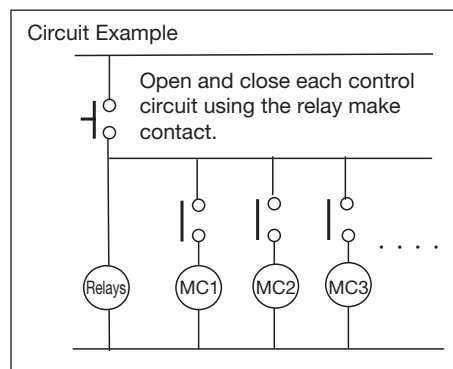 Circuit Example
Open and close each control
circuit using the relay make
contact.
Relays
MC1
MC2
MC3
. . . .